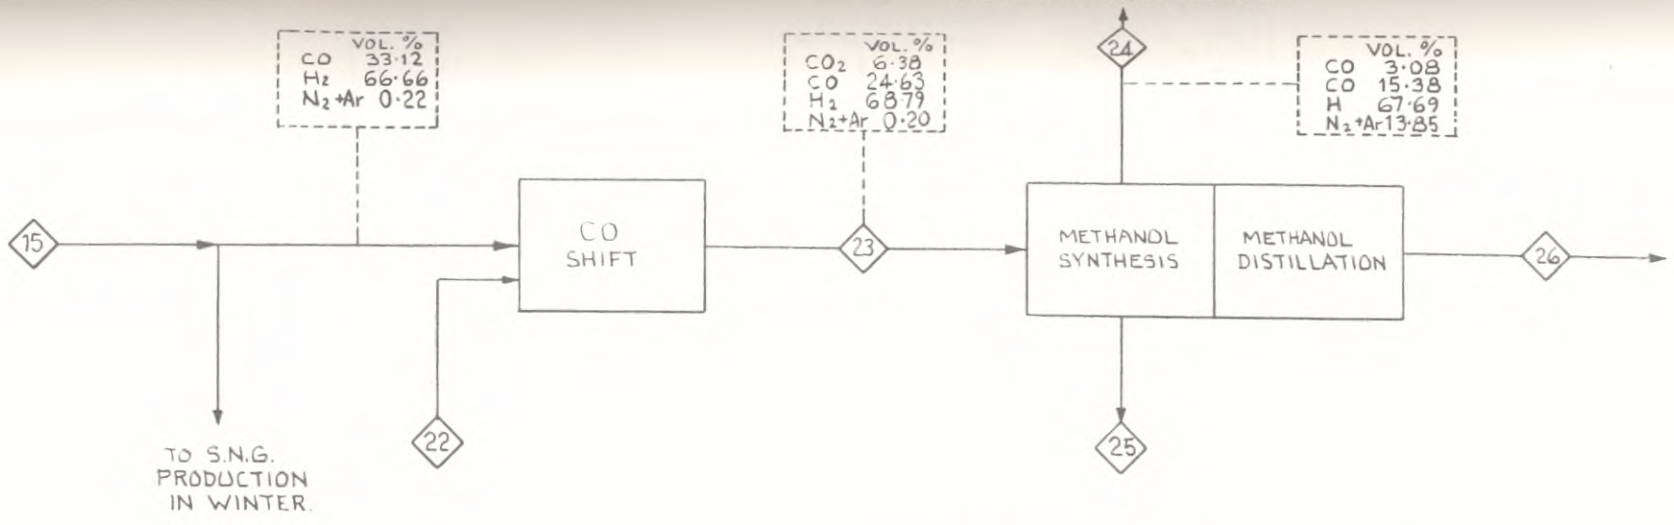 VOL. %
CO 33·12
H₂ 66·66
N₂+Ar 0·22
VOL. %
CO₂ 6·38
CO 24·63
H₂ 68·79
N₂+Ar 0·20
24
VOL. %
CO 3·08
CO 15·38
H 67·69
N₂+Ar 13·85
15
CO
SHIFT
23
METHANOL
SYNTHESIS
METHANOL
DISTILLATION
26
22
25
TO S.N.G.
PRODUCTION
IN WINTER.